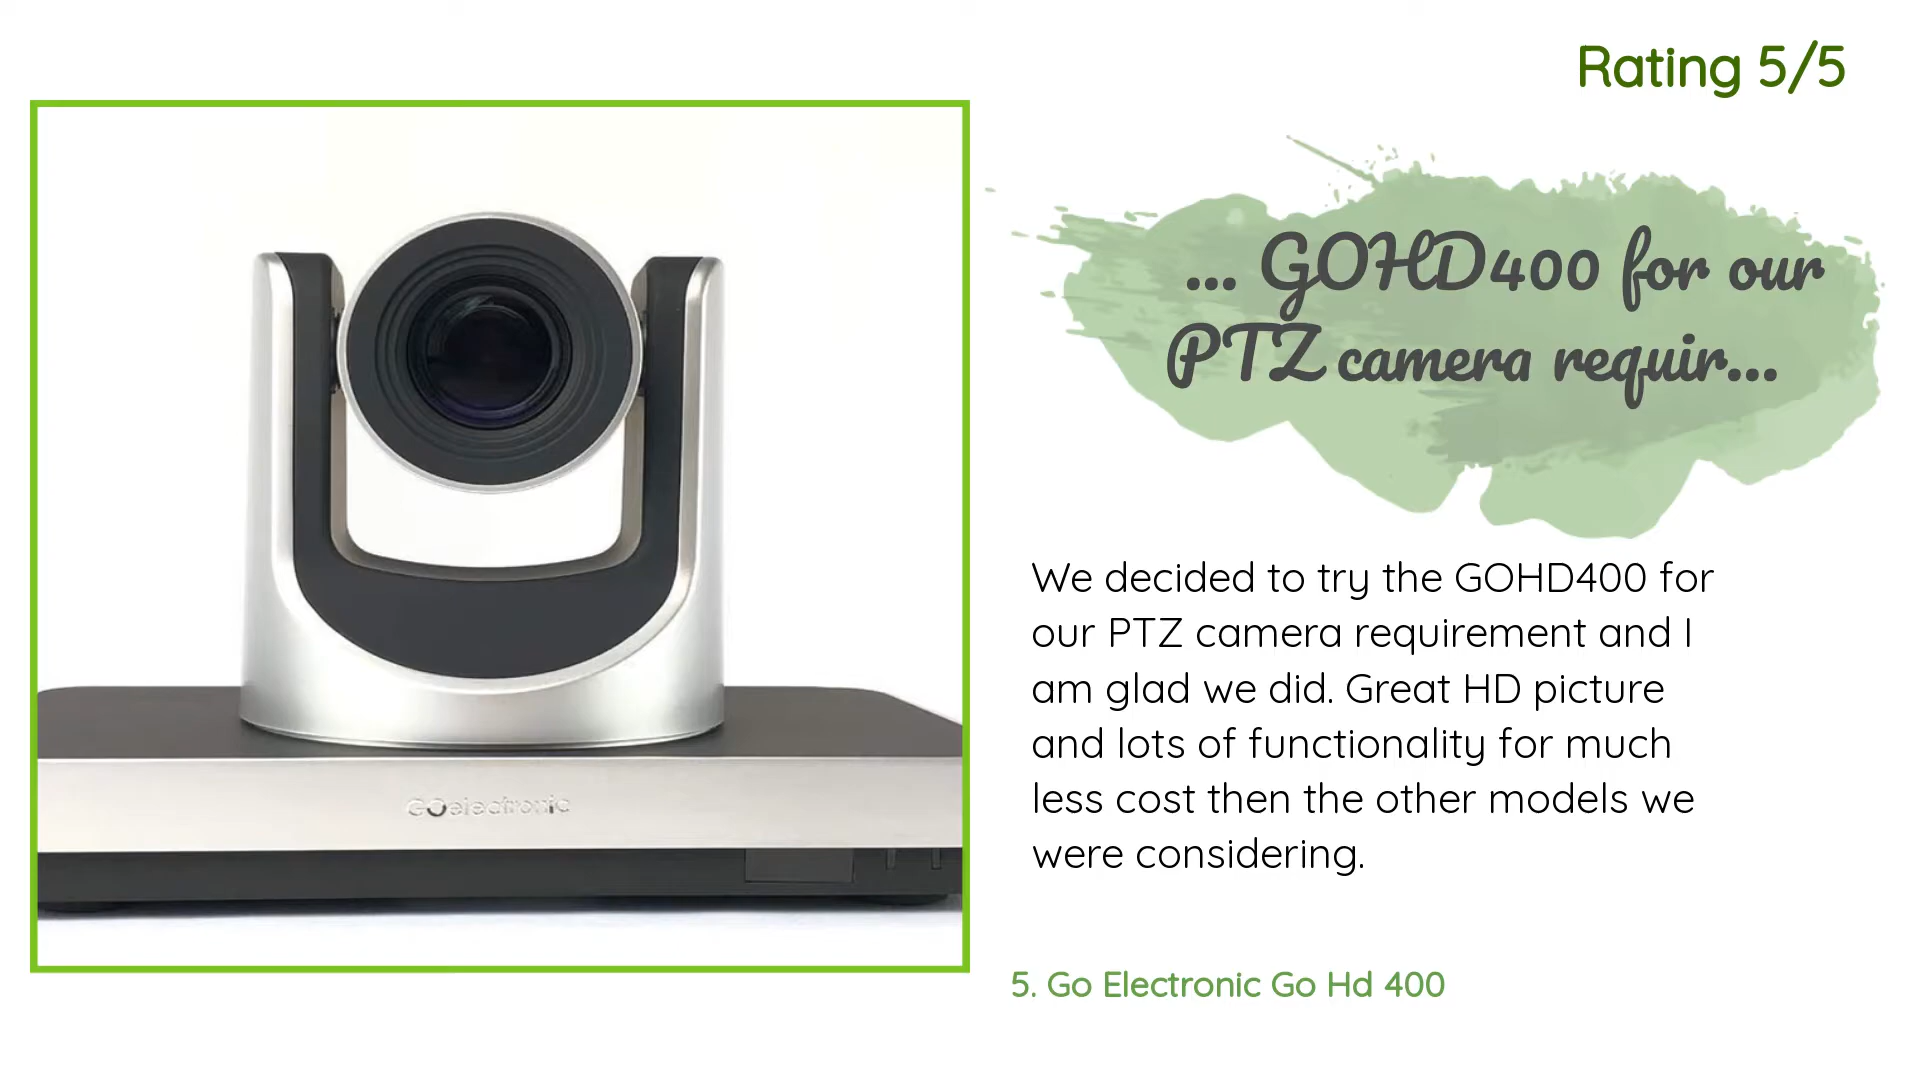 Rating 5/5
... GOHD400 for our
PTZ camera requir...
We decided to try the GOHD400 for
our PTZ camera requirement and I
am glad we did. Great HD picture
and lots of functionality for much
less cost then the other models we
were considering.
GOelectronic
5. Go Electronic Go Hd 400